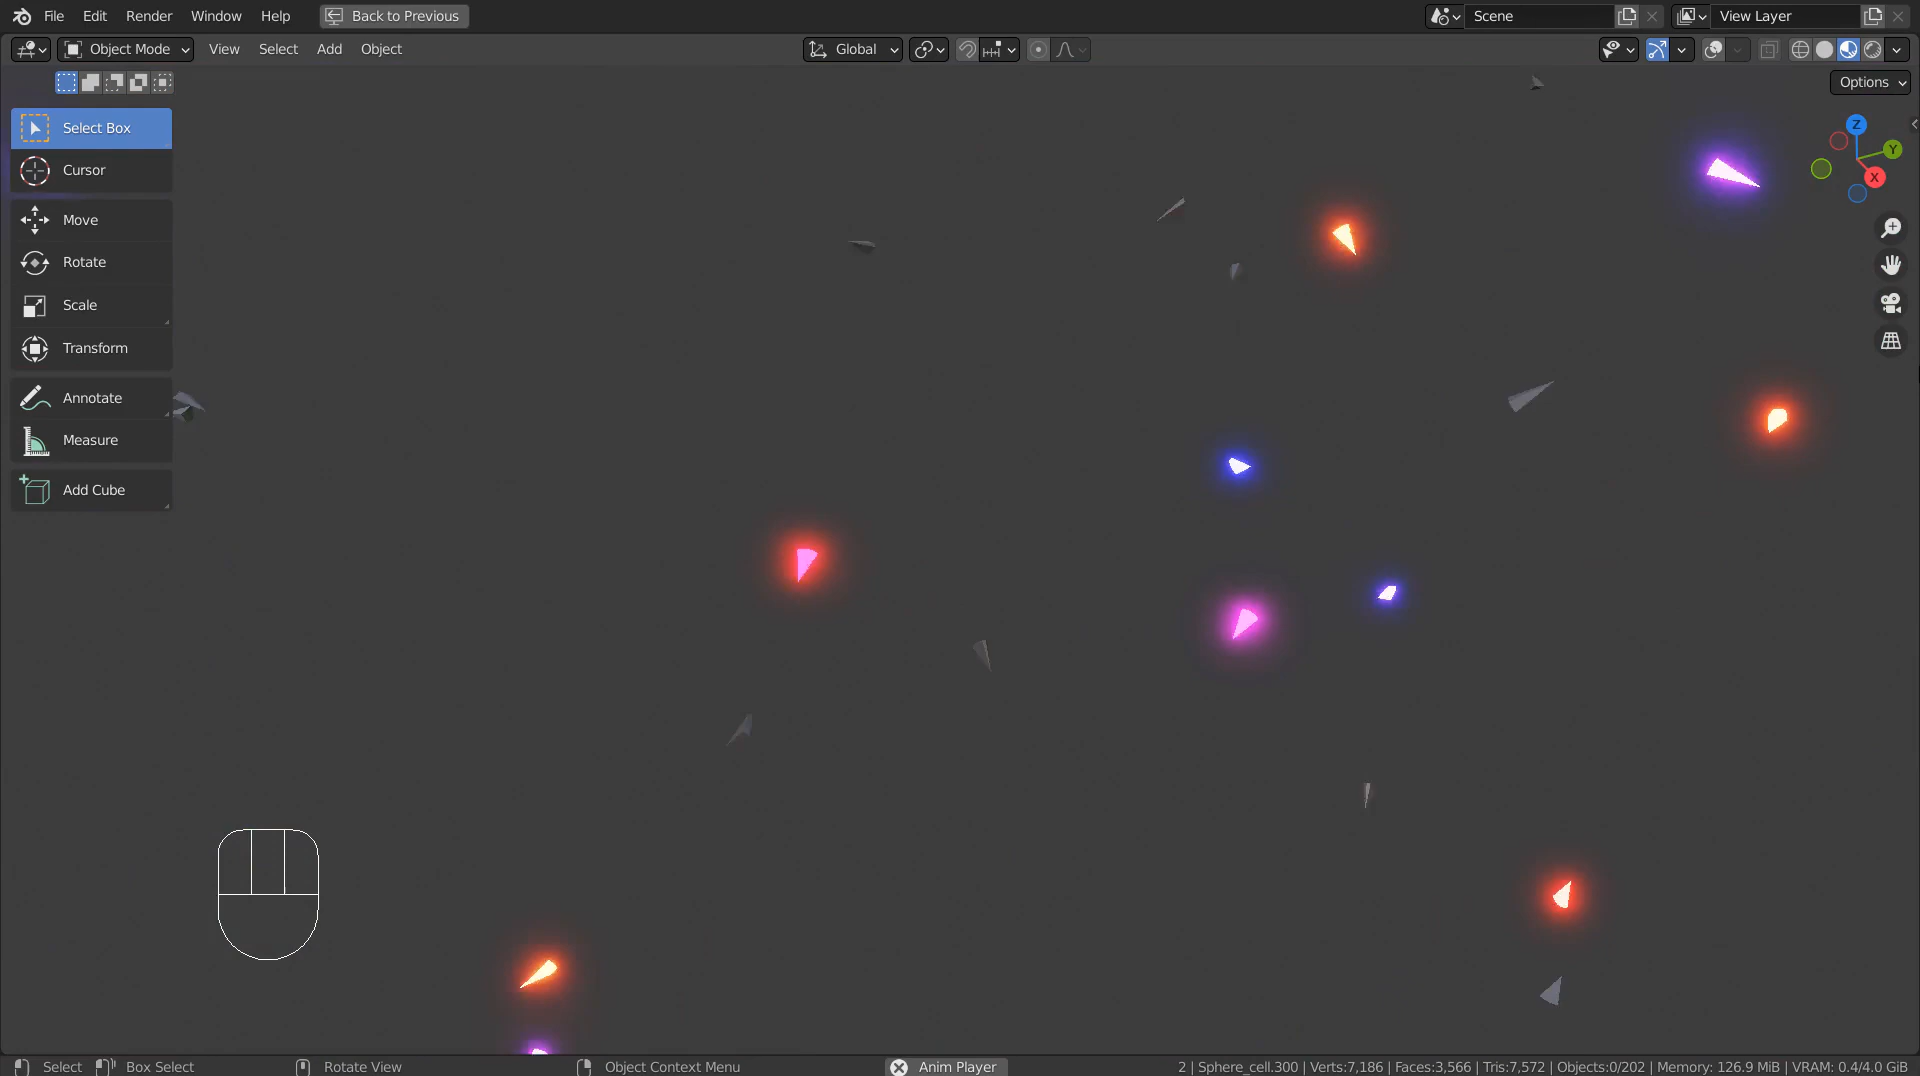 File Edit Render Window Help Back to Previous Scene View Layer
Object Mode View Select Add Object Global
Options
Select Box
Cursor
Move
Rotate
Scale
Transform
Annotate
Measure
Add Cube
Z
Y
X
Select Box Select Rotate View Object Context Menu Anim Player 2 | Sphere_cell.300 | Verts:7,186 | Faces:3,566 | Tris:7,572 | Objects:0/202 | Memory: 126.9 MiB | VRAM: 0.4/4.0 GiB